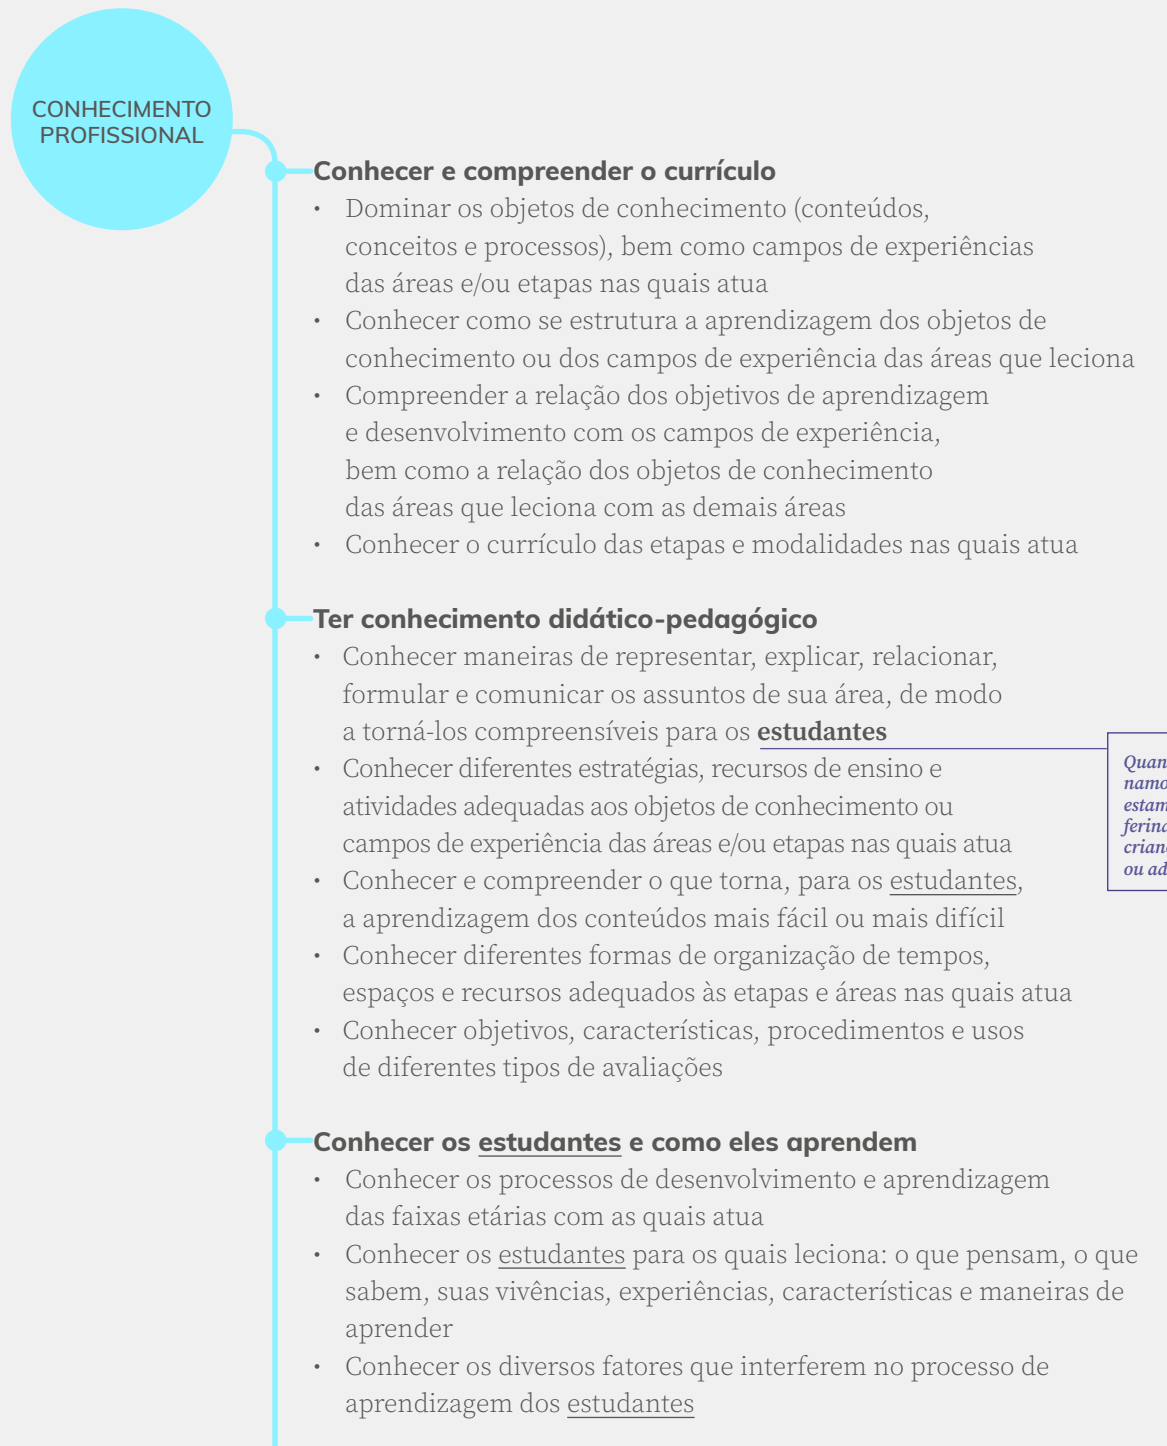 CONHECIMENTO
PROFISSIONAL
Conhecer e compreender o currículo
• Dominar os objetos de conhecimento (conteúdos,
conceitos e processos), bem como campos de experiências
das áreas e/ou etapas nas quais atua
• Conhecer como se estrutura a aprendizagem dos objetos de
conhecimento ou dos campos de experiência das áreas que leciona
• Compreender a relação dos objetivos de aprendizagem
e desenvolvimento com os campos de experiência,
bem como a relação dos objetos de conhecimento
das áreas que leciona com as demais áreas
• Conhecer o currículo das etapas e modalidades nas quais atua
Ter conhecimento didático-pedagógico
• Conhecer maneiras de representar, explicar, relacionar,
formular e comunicar os assuntos de sua área, de modo
a torná-los compreensíveis para os estudantes
• Conhecer diferentes estratégias, recursos de ensino e
atividades adequadas aos objetos de conhecimento ou
campos de experiência das áreas e/ou etapas nas quais atua
• Conhecer e compreender o que torna, para os estudantes,
a aprendizagem dos conteúdos mais fácil ou mais difícil
• Conhecer diferentes formas de organização de tempos,
espaços e recursos adequados às etapas e áreas nas quais atua
• Conhecer objetivos, características, procedimentos e usos
de diferentes tipos de avaliações
Conhecer os estudantes e como eles aprendem
• Conhecer os processos de desenvolvimento e aprendizagem
das faixas etárias com as quais atua
• Conhecer os estudantes para os quais leciona: o que pensam, o que
sabem, suas vivências, experiências, características e maneiras de
aprender
• Conhecer os diversos fatores que interferem no processo de
aprendizagem dos estudantes
ou